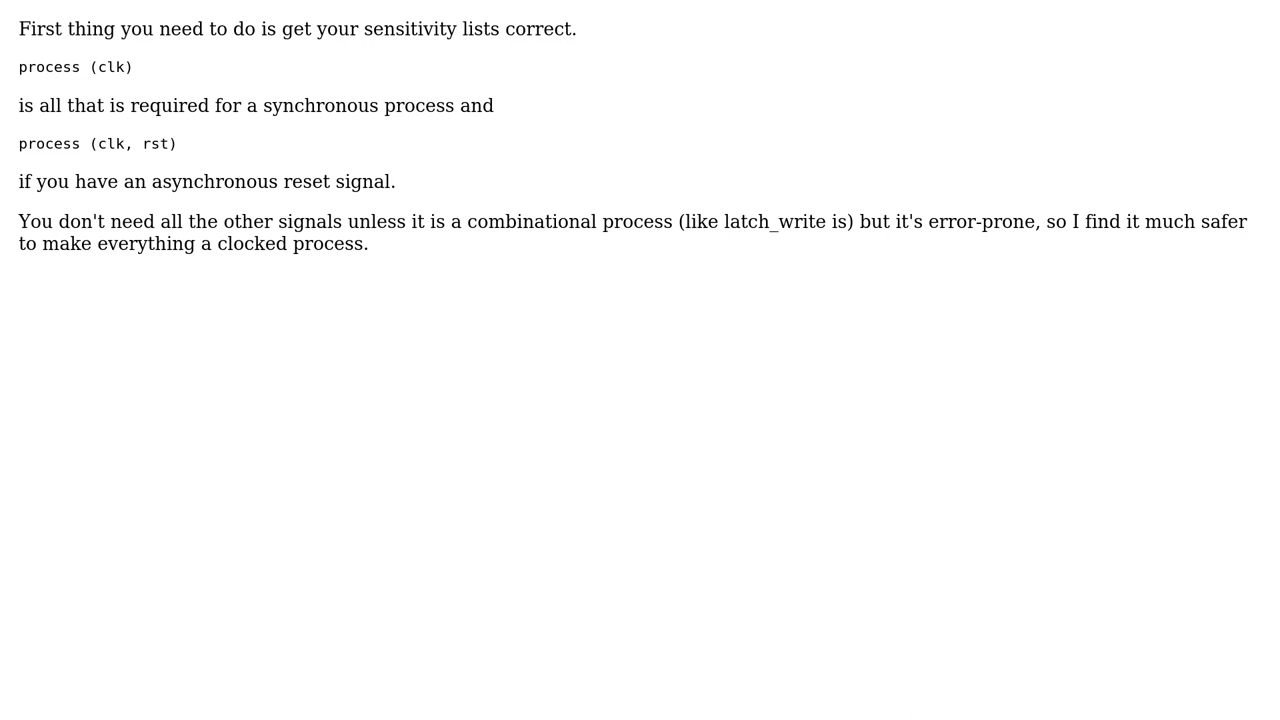 First thing you need to do is get your sensitivity lists correct.
process (clk)
is all that is required for a synchronous process and
process (clk, rst)
if you have an asynchronous reset signal.
You don't need all the other signals unless it is a combinational process (like latch_write is) but it's error-prone, so I find it much safer
to make everything a clocked process.